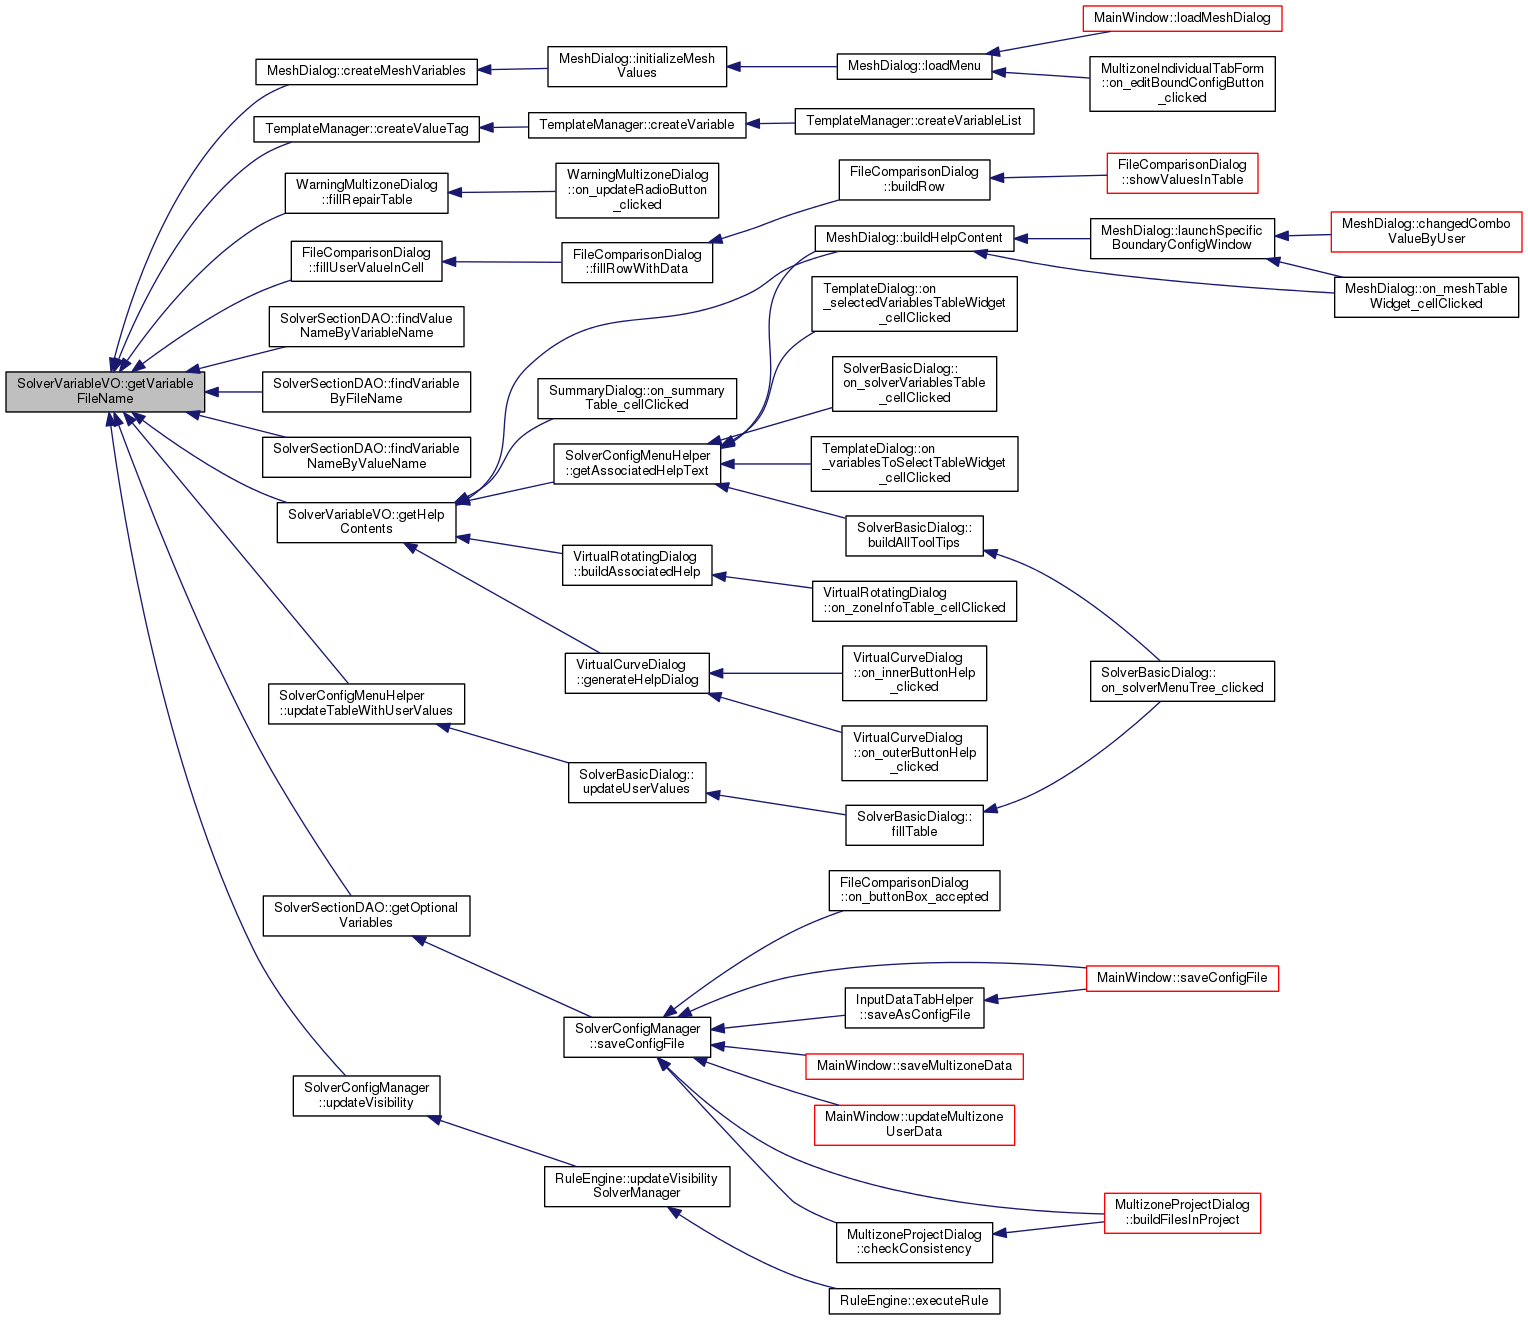 SolverVariableVO::getVariable
FileName
MeshDialog::createMeshVariables
TemplateManager::createValueTag
WarningMultizoneDialog
::fillRepairTable
FileComparisonDialog
::fillUserValueInCell
SolverSectionDAO::findValue
NameByVariableName
SolverSectionDAO::findVariable
ByFileName
SolverSectionDAO::findVariable
NameByValueName
SolverVariableVO::getHelp
Contents
SolverConfigMenuHelper
::updateTableWithUserValues
SolverSectionDAO::getOptional
Variables
SolverConfigManager
::updateVisibility
MeshDialog::initializeMesh
Values
TemplateManager::createVariable
WarningMultizoneDialog
::on_updateRadioButton
_clicked
FileComparisonDialog
::fillRowWithData
SummaryDialog::on_summary
Table_cellClicked
SolverConfigMenuHelper
::getAssociatedHelpText
VirtualRotatingDialog
::buildAssociatedHelp
VirtualCurveDialog
::generateHelpDialog
SolverBasicDialog::
updateUserValues
SolverConfigManager
::saveConfigFile
RuleEngine::updateVisibility
SolverManager
MeshDialog::loadMenu
TemplateManager::createVariableList
FileComparisonDialog
::buildRow
MeshDialog::buildHelpContent
TemplateDialog::on
_selectedVariablesTableWidget
_cellClicked
SolverBasicDialog::
on_solverVariablesTable
_cellClicked
TemplateDialog::on
_variablesToSelectTableWidget
_cellClicked
SolverBasicDialog::
buildAllToolTips
VirtualRotatingDialog
::on_zoneInfoTable_cellClicked
VirtualCurveDialog
::on_innerButtonHelp
_clicked
VirtualCurveDialog
::on_outerButtonHelp
_clicked
SolverBasicDialog::
fillTable
FileComparisonDialog
::on_buttonBox_accepted
InputDataTabHelper
::saveAsConfigFile
MainWindow::saveMultizoneData
MainWindow::updateMultizone
UserData
MultizoneProjectDialog
::checkConsistency
RuleEngine::executeRule
MainWindow::loadMeshDialog
MultizoneIndividualTabForm
::on_editBoundConfigButton
_clicked
FileComparisonDialog
::showValuesInTable
MeshDialog::launchSpecific
BoundaryConfigWindow
SolverBasicDialog::
on_solverMenuTree_clicked
MainWindow::saveConfigFile
MultizoneProjectDialog
::buildFilesInProject
MeshDialog::changedCombo
ValueByUser
MeshDialog::on_meshTable
Widget_cellClicked